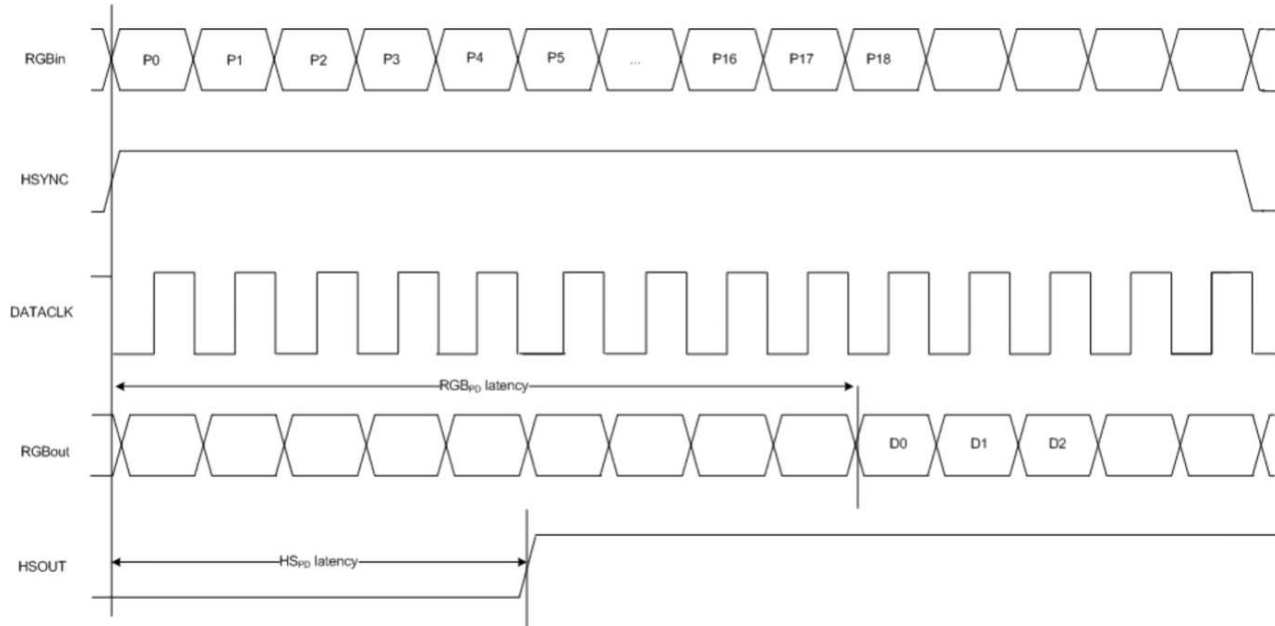 RGBin P0 P1 P2 P3 P4 P5 ... P16 P17 P18
HSYNC
DATACLK
RGBPD latency
RGBout D0 D1 D2
HSOUT HSPD latency